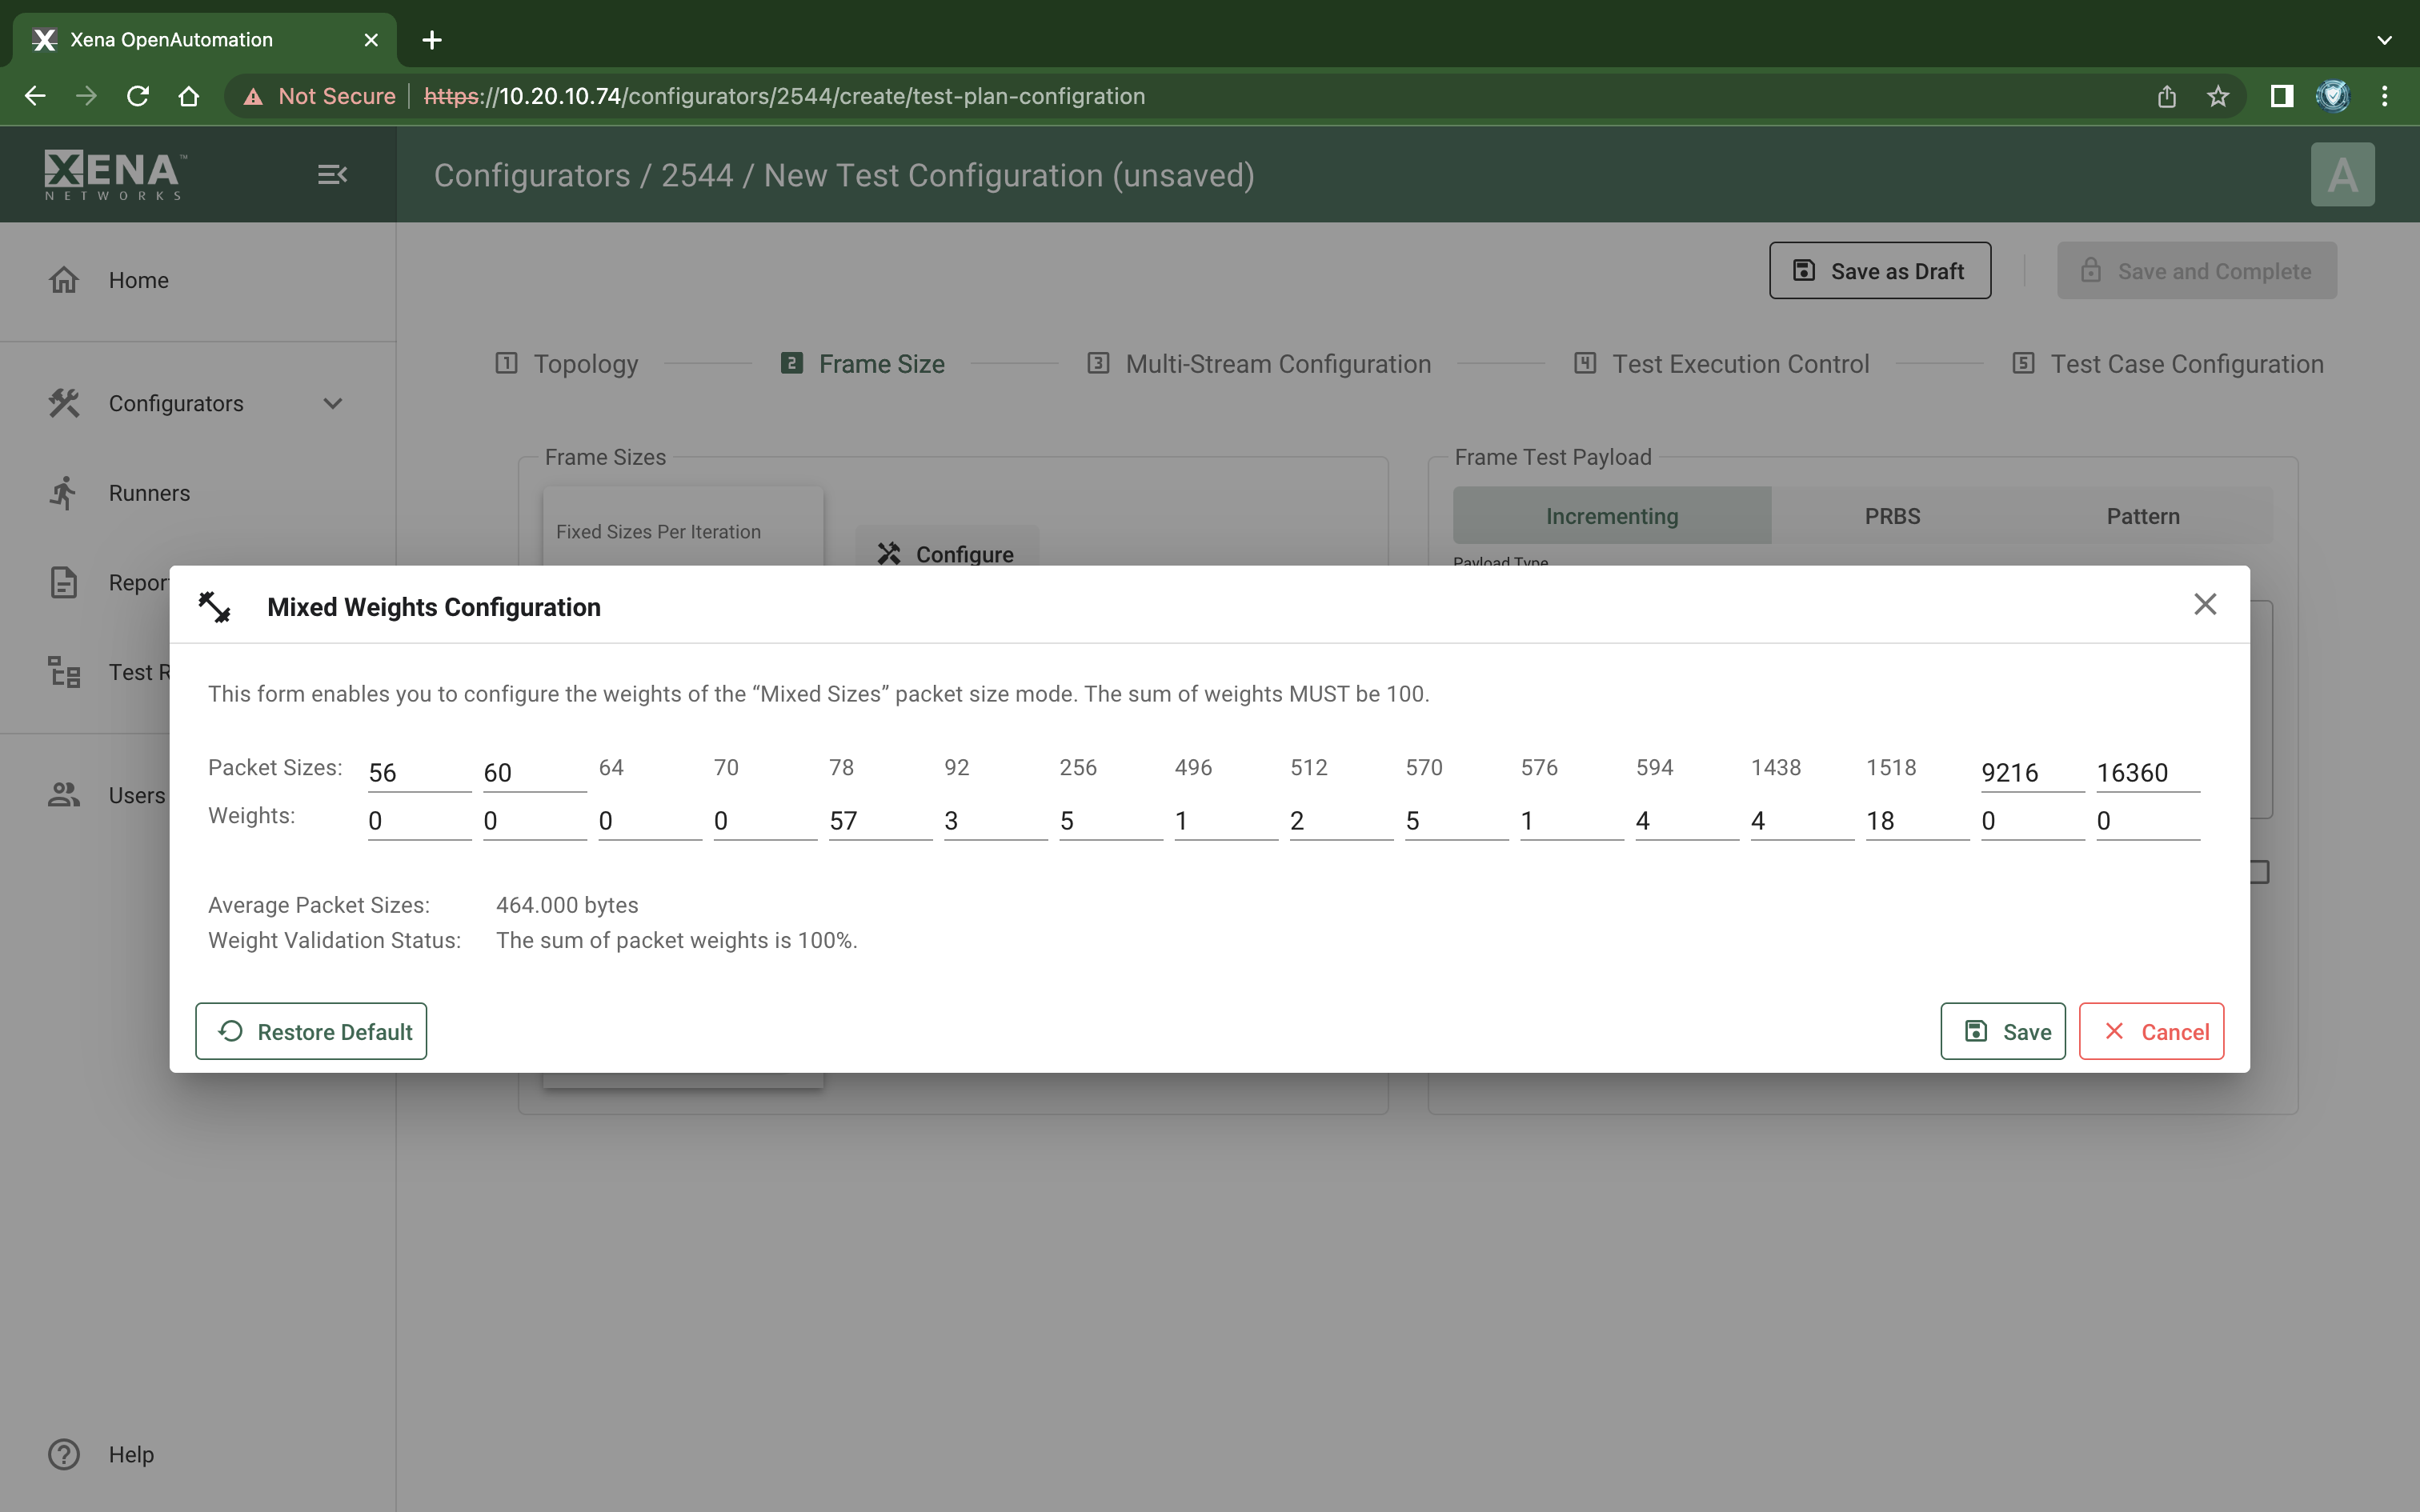 Xena OpenAutomation
Not Secure https://10.20.10.74/configurators/2544/create/test-plan-configration
XENA™
NETWORKS
Configurators / 2544 / New Test Configuration (unsaved)
A
Home
Save as Draft
Save and Complete
1 Topology
2 Frame Size
3 Multi-Stream Configuration
4 Test Execution Control
5 Test Case Configuration
Configurators
Runners
Test
Users
Help
Frame Sizes
Fixed Sizes Per Iteration
Configure
Frame Test Payload
Incrementing PRBS Pattern
Payload Type
Mixed Weights Configuration
This form enables you to configure the weights of the “Mixed Sizes” packet size mode. The sum of weights MUST be 100.
Packet Sizes: 56 60 64 70 78 92 256 496 512 570 576 594 1438 1518 9216 16360
Weights: 0 0 0 0 57 3 5 1 2 5 1 4 4 18 0 0
Average Packet Sizes: 464.000 bytes
Weight Validation Status: The sum of packet weights is 100%.
Restore Default
Save
Cancel